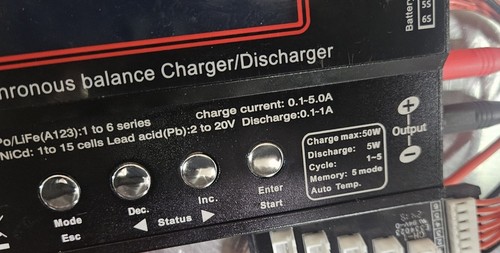 Battery
5S
6S
hronous balance Charger/Discharger
Po/LiFe(A123):1 to 6 series
Charge current: 0.1-5.0A
NiCd: 1to 15 cells Lead acid(Pb):2 to 20V Discharge:0.1-1A
Charge max:50W
Discharge: 5W
Cycle: 1-5
Memory: 5 mode
Auto Temp.
+
Output
−
Mode
Esc
Dec.
◀ Status ▶
Inc.
Enter
Start